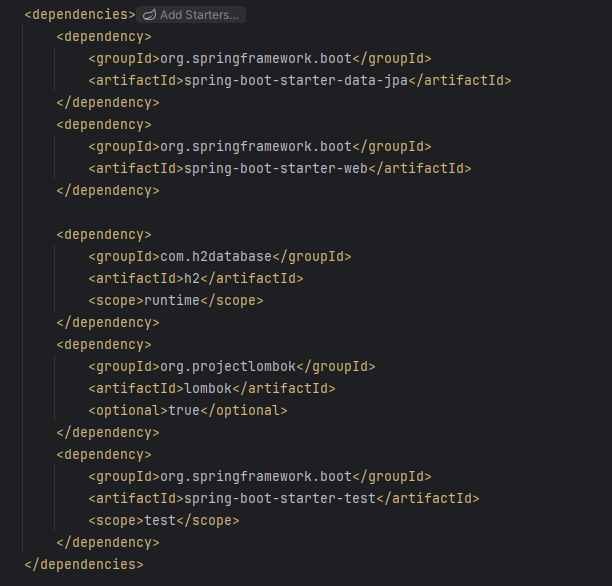 <dependencies> Add Starters...
<dependency>
<groupId>org.springframework.boot</groupId>
<artifactId>spring-boot-starter-data-jpa</artifactId>
</dependency>
<dependency>
<groupId>org.springframework.boot</groupId>
<artifactId>spring-boot-starter-web</artifactId>
</dependency>
<dependency>
<groupId>com.h2database</groupId>
<artifactId>h2</artifactId>
<scope>runtime</scope>
</dependency>
<dependency>
<groupId>org.projectlombok</groupId>
<artifactId>lombok</artifactId>
<optional>true</optional>
</dependency>
<dependency>
<groupId>org.springframework.boot</groupId>
<artifactId>spring-boot-starter-test</artifactId>
<scope>test</scope>
</dependency>
</dependencies>